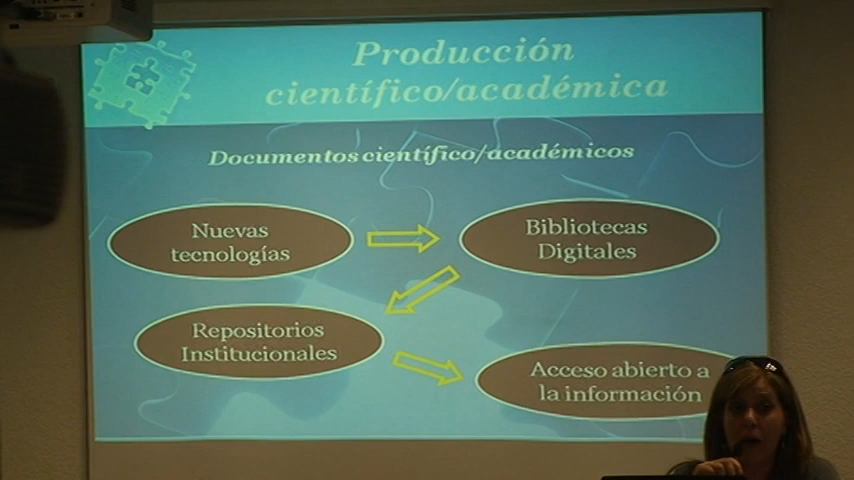 Producción
científico/académica
Documentos científico/académicos
Nuevas
tecnologías
Bibliotecas
Digitales
Repositorios
Institucionales
Acceso abierto a
la información